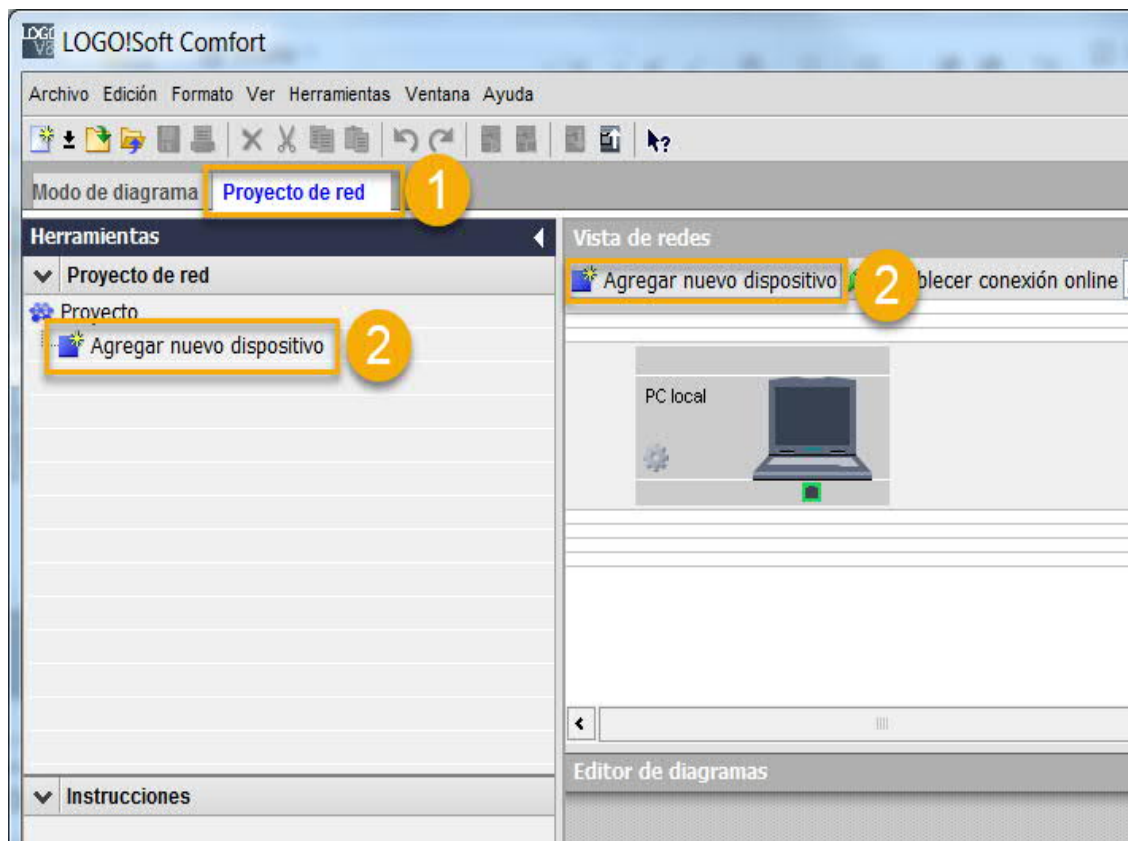 LOGO!Soft Comfort
Archivo Edición Formato Ver Herramientas Ventana Ayuda
Modo de diagrama Proyecto de red 1
Herramientas
Proyecto de red
Proyecto
Agregar nuevo dispositivo 2
Vista de redes
Agregar nuevo dispositivo 2 blecer conexión online
PC local
Editor de diagramas
Instrucciones